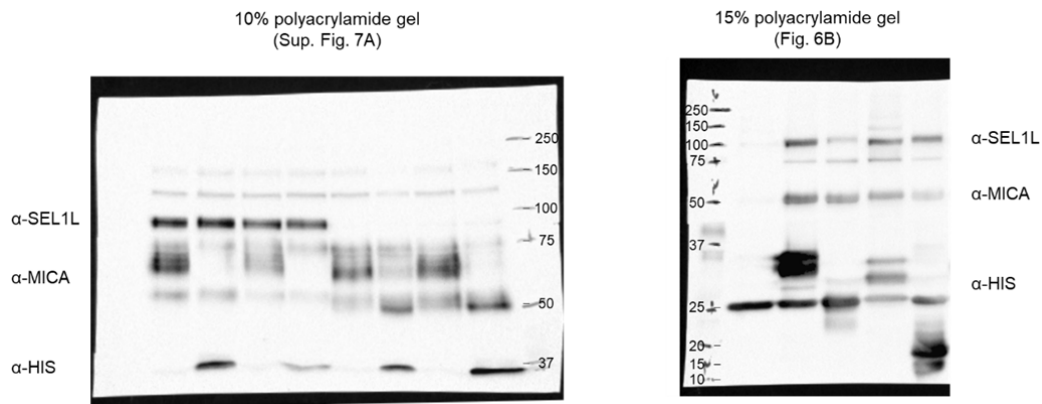 10% polyacrylamide gel
(Sup. Fig. 7A)
15% polyacrylamide gel
(Fig. 6B)
α-SEL1L
α-MICA
α-HIS
250
150
100
75
50
37
250
150
100
75
50
37
25
20
15
10
α-SEL1L
α-MICA
α-HIS